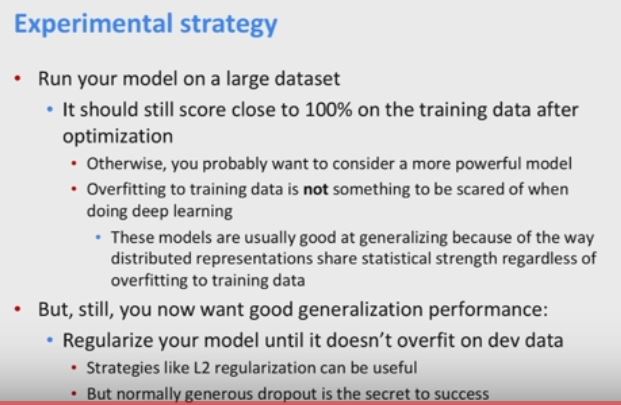 Experimental strategy
• Run your model on a large dataset
• It should still score close to 100% on the training data after
optimization
• Otherwise, you probably want to consider a more powerful model
• Overfitting to training data is not something to be scared of when
doing deep learning
• These models are usually good at generalizing because of the way
distributed representations share statistical strength regardless of
overfitting to training data
• But, still, you now want good generalization performance:
• Regularize your model until it doesn't overfit on dev data
• Strategies like L2 regularization can be useful
• But normally generous dropout is the secret to success